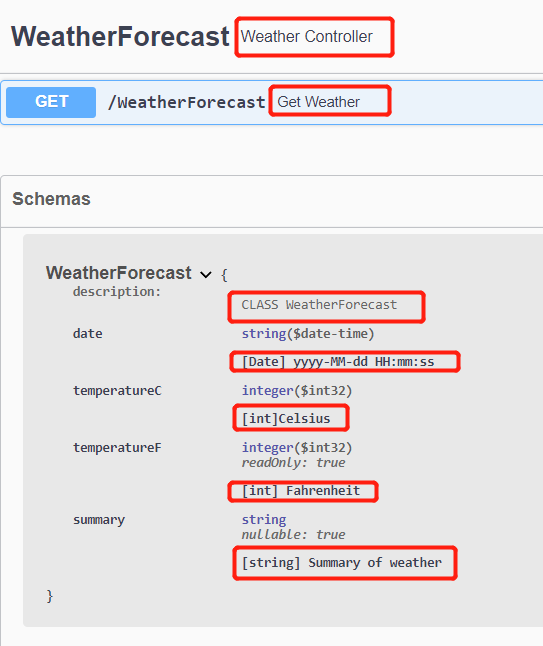 WeatherForecast Weather Controller
GET /WeatherForecast Get Weather
Schemas
WeatherForecast {
description: CLASS WeatherForecast
date string($date-time)
[Date] yyyy-MM-dd HH:mm:ss
temperatureC integer($int32)
[int]Celsius
temperatureF integer($int32)
readOnly: true
[int] Fahrenheit
summary string
nullable: true
[string] Summary of weather
}